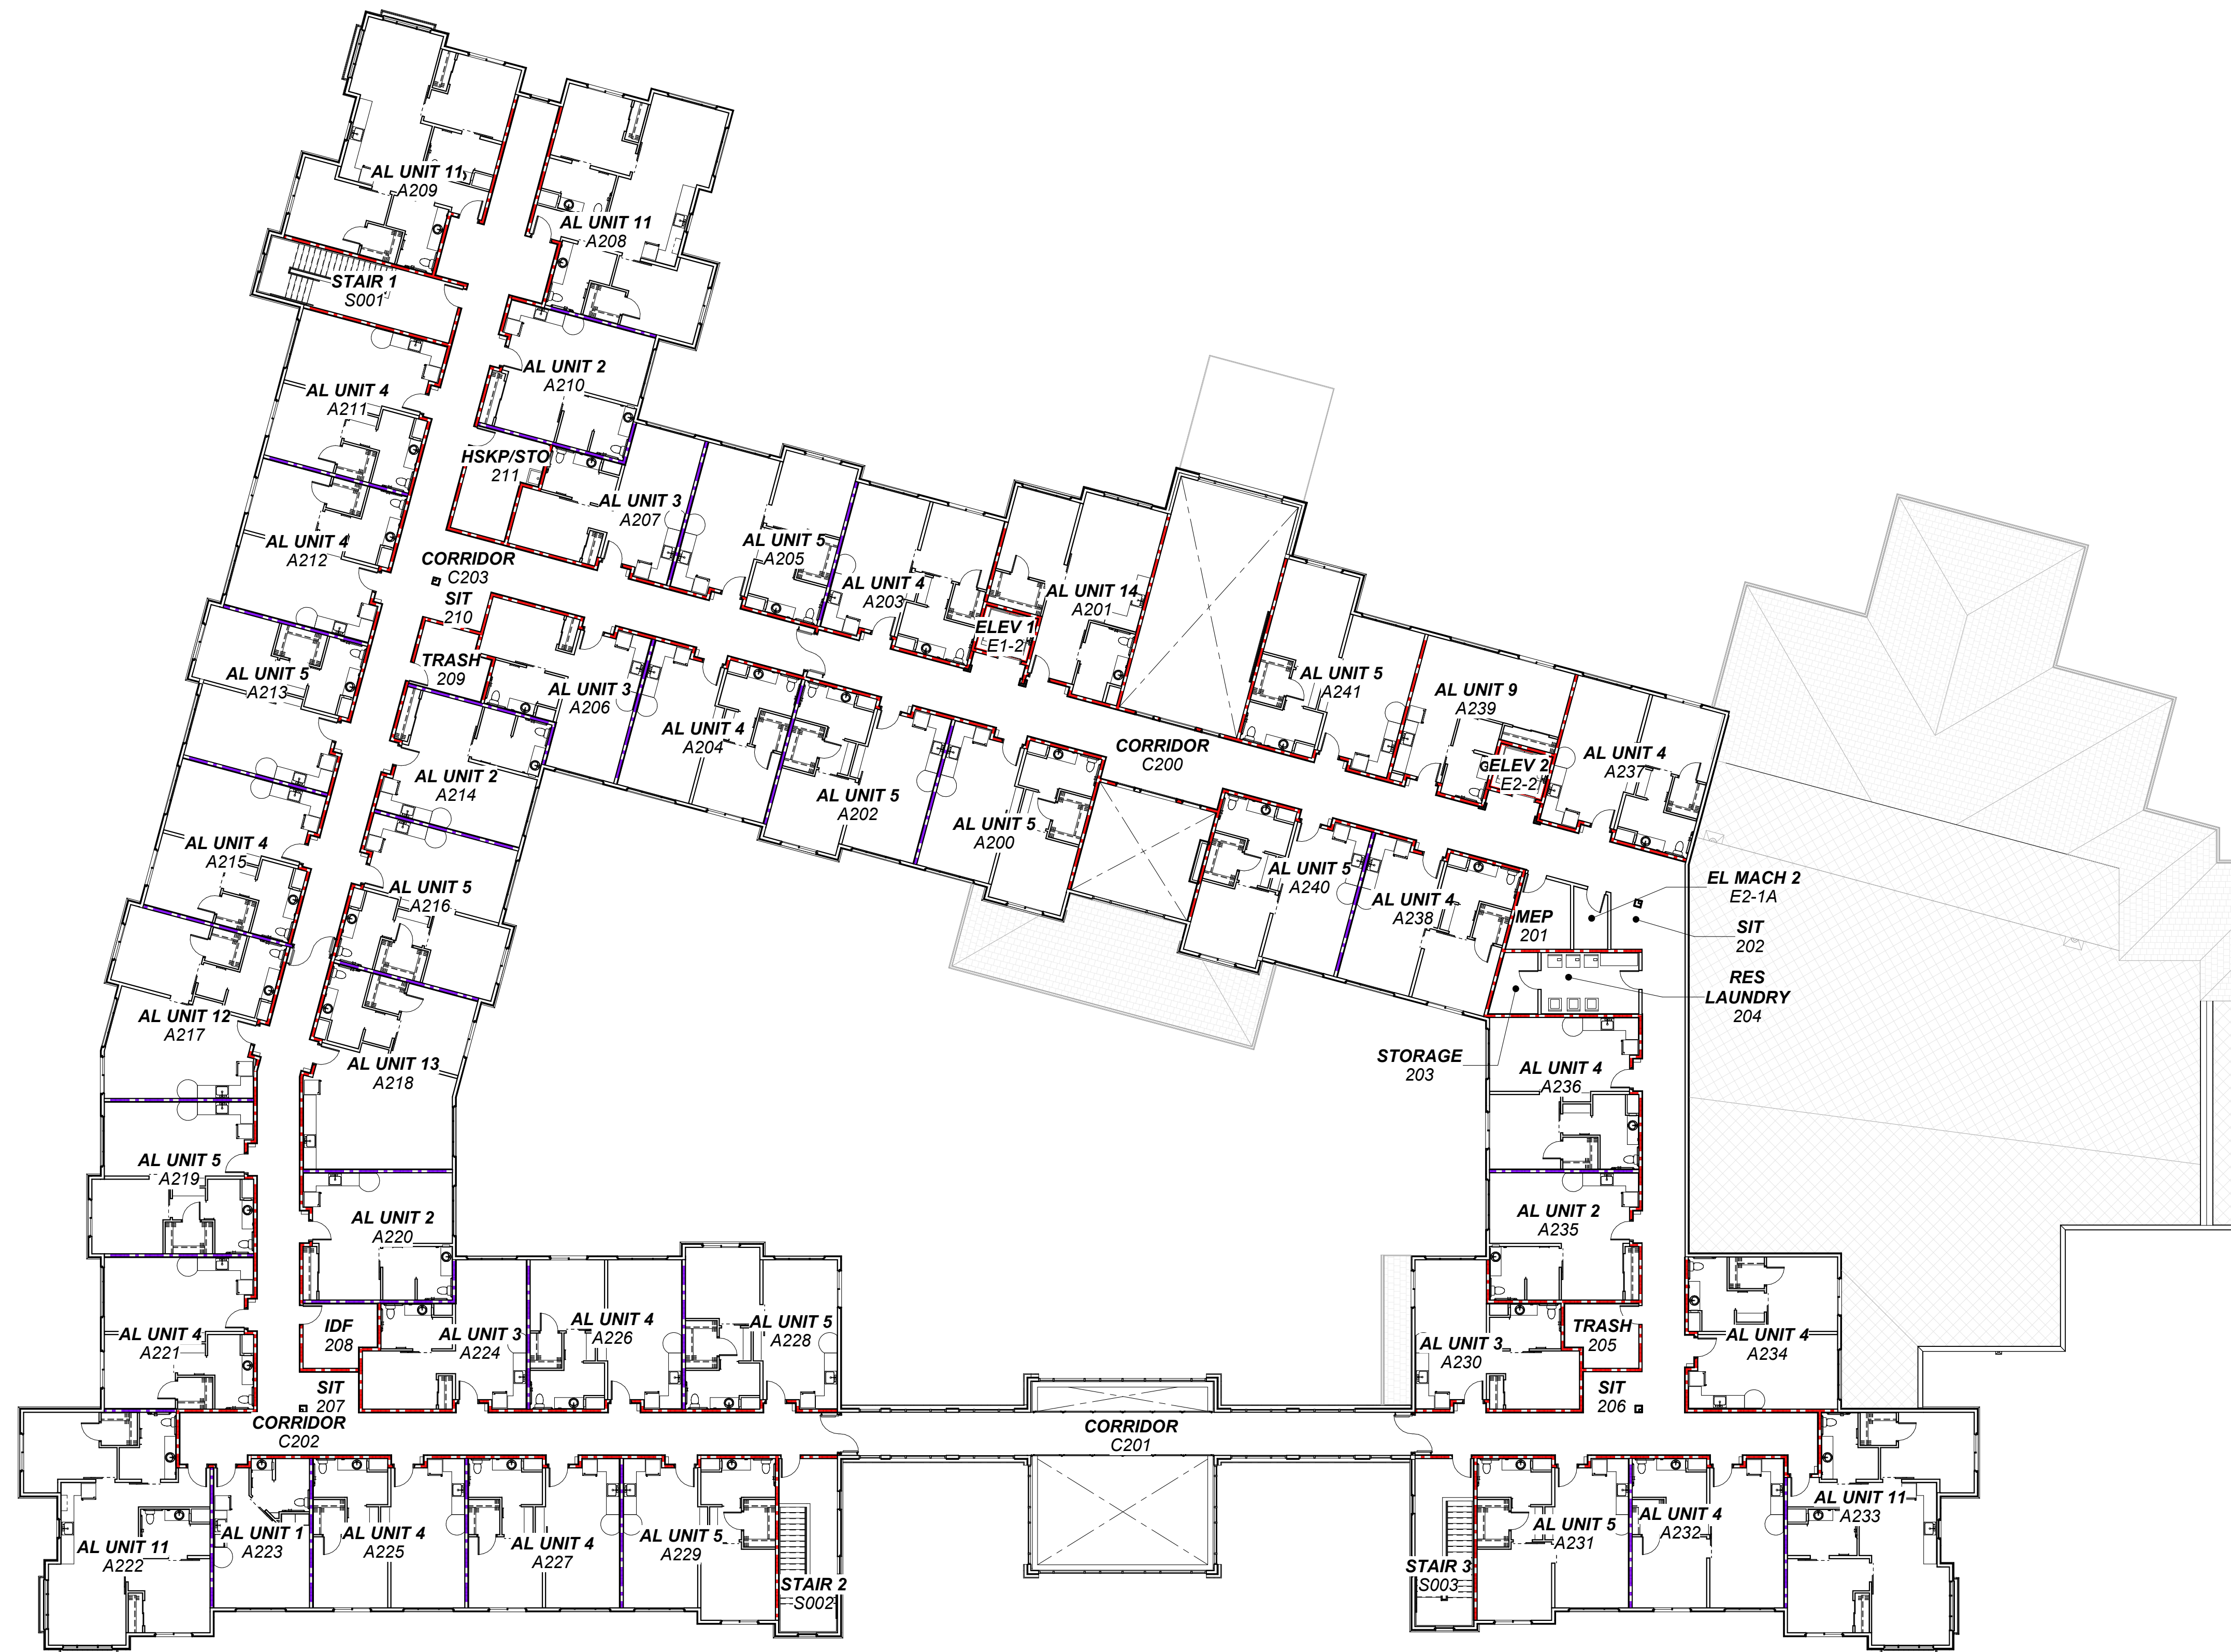 AL UNIT 11
A209
AL UNIT 11
A208
STAIR 1
S001
AL UNIT 2
A210
AL UNIT 4
A211
HSKP/STO
211
AL UNIT 3
A207
AL UNIT 4
A212
AL UNIT 5
A205
CORRIDOR
C203
AL UNIT 4
A203
AL UNIT 14
A201
SIT
210
ELEV 1
E1-2
TRASH
209
AL UNIT 5
A213
AL UNIT 3
A206
AL UNIT 5
A241
AL UNIT 9
A239
AL UNIT 4
A204
CORRIDOR
C200
AL UNIT 4
A237
ELEV 2
E2-2
AL UNIT 2
A214
AL UNIT 5
A202
AL UNIT 5
A200
AL UNIT 4
A215
AL UNIT 5
A216
AL UNIT 5
A240
AL UNIT 4
A238
EL MACH 2
E2-1A
MEP
201
SIT
202
RES
LAUNDRY
204
AL UNIT 12
A217
AL UNIT 13
A218
STORAGE
203
AL UNIT 4
A236
AL UNIT 5
A219
AL UNIT 2
A220
AL UNIT 2
A235
AL UNIT 4
A221
IDF
208
AL UNIT 3
A224
AL UNIT 4
A226
AL UNIT 5
A228
AL UNIT 3
A230
TRASH
205
AL UNIT 4
A234
SIT
207
SIT
206
CORRIDOR
C202
CORRIDOR
C201
AL UNIT 11
A222
AL UNIT 1
A223
AL UNIT 4
A225
AL UNIT 4
A227
AL UNIT 5
A229
STAIR 2
S002
STAIR 3
S003
AL UNIT 5
A231
AL UNIT 4
A232
AL UNIT 11
A233